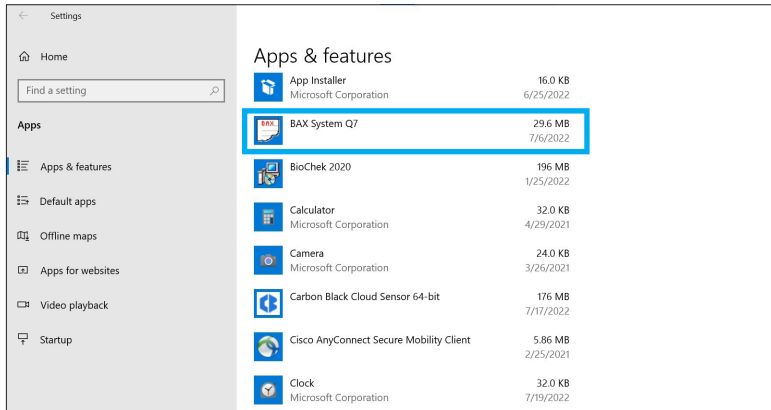 Settings
Home
Find a setting
Apps
Apps & features
Default apps
Offline maps
Apps for websites
Video playback
Startup
Apps & features
App Installer 16.0 KB
Microsoft Corporation 6/25/2022
BAX
BAX System Q7 29.6 MB
7/6/2022
BioChek 2020 196 MB
1/25/2022
Calculator 32.0 KB
Microsoft Corporation 4/29/2021
Camera 24.0 KB
Microsoft Corporation 3/26/2021
Carbon Black Cloud Sensor 64-bit 176 MB
7/17/2022
Cisco AnyConnect Secure Mobility Client 5.86 MB
2/25/2021
Clock 32.0 KB
Microsoft Corporation 7/19/2022